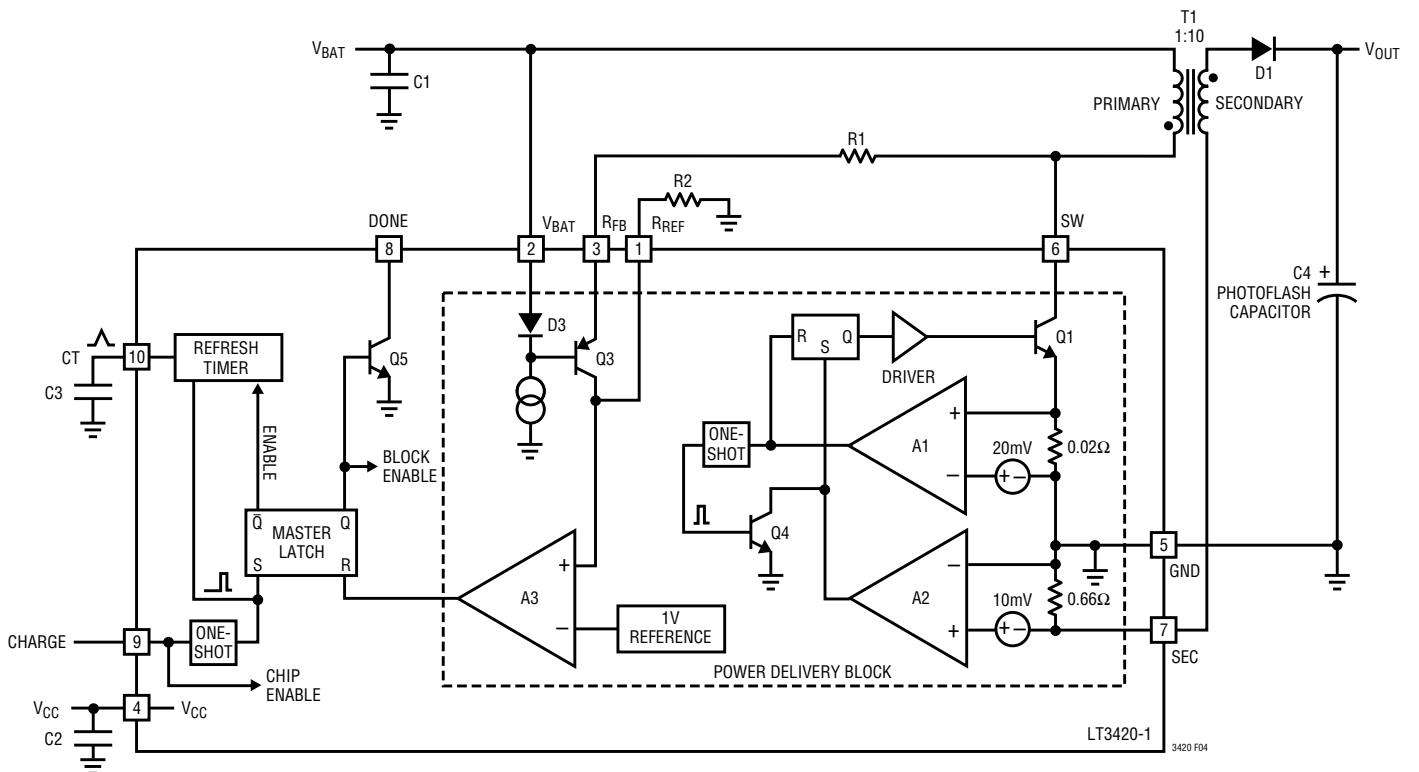 T1
1:10
V_BAT
C1
D1
V_OUT
PRIMARY
SECONDARY
R1
R2
DONE
V_BAT
R_FB
R_REF
SW
8
2
3
1
6
C4
+
PHOTOFLASH
CAPACITOR
D3
Q3
R
S
Q
DRIVER
Q1
CT
10
REFRESH
TIMER
Q5
C3
ENABLE
BLOCK
ENABLE
ONE-
SHOT
A1
+
−
20mV
+ −
0.02Ω
Q̅
Q
MASTER
LATCH
S
R
Q4
A3
+
−
1V
REFERENCE
A2
−
+
10mV
+ −
0.66Ω
5
GND
7
SEC
CHARGE
9
ONE-
SHOT
CHIP
ENABLE
POWER DELIVERY BLOCK
V_CC
4
V_CC
C2
LT3420-1
3420 F04